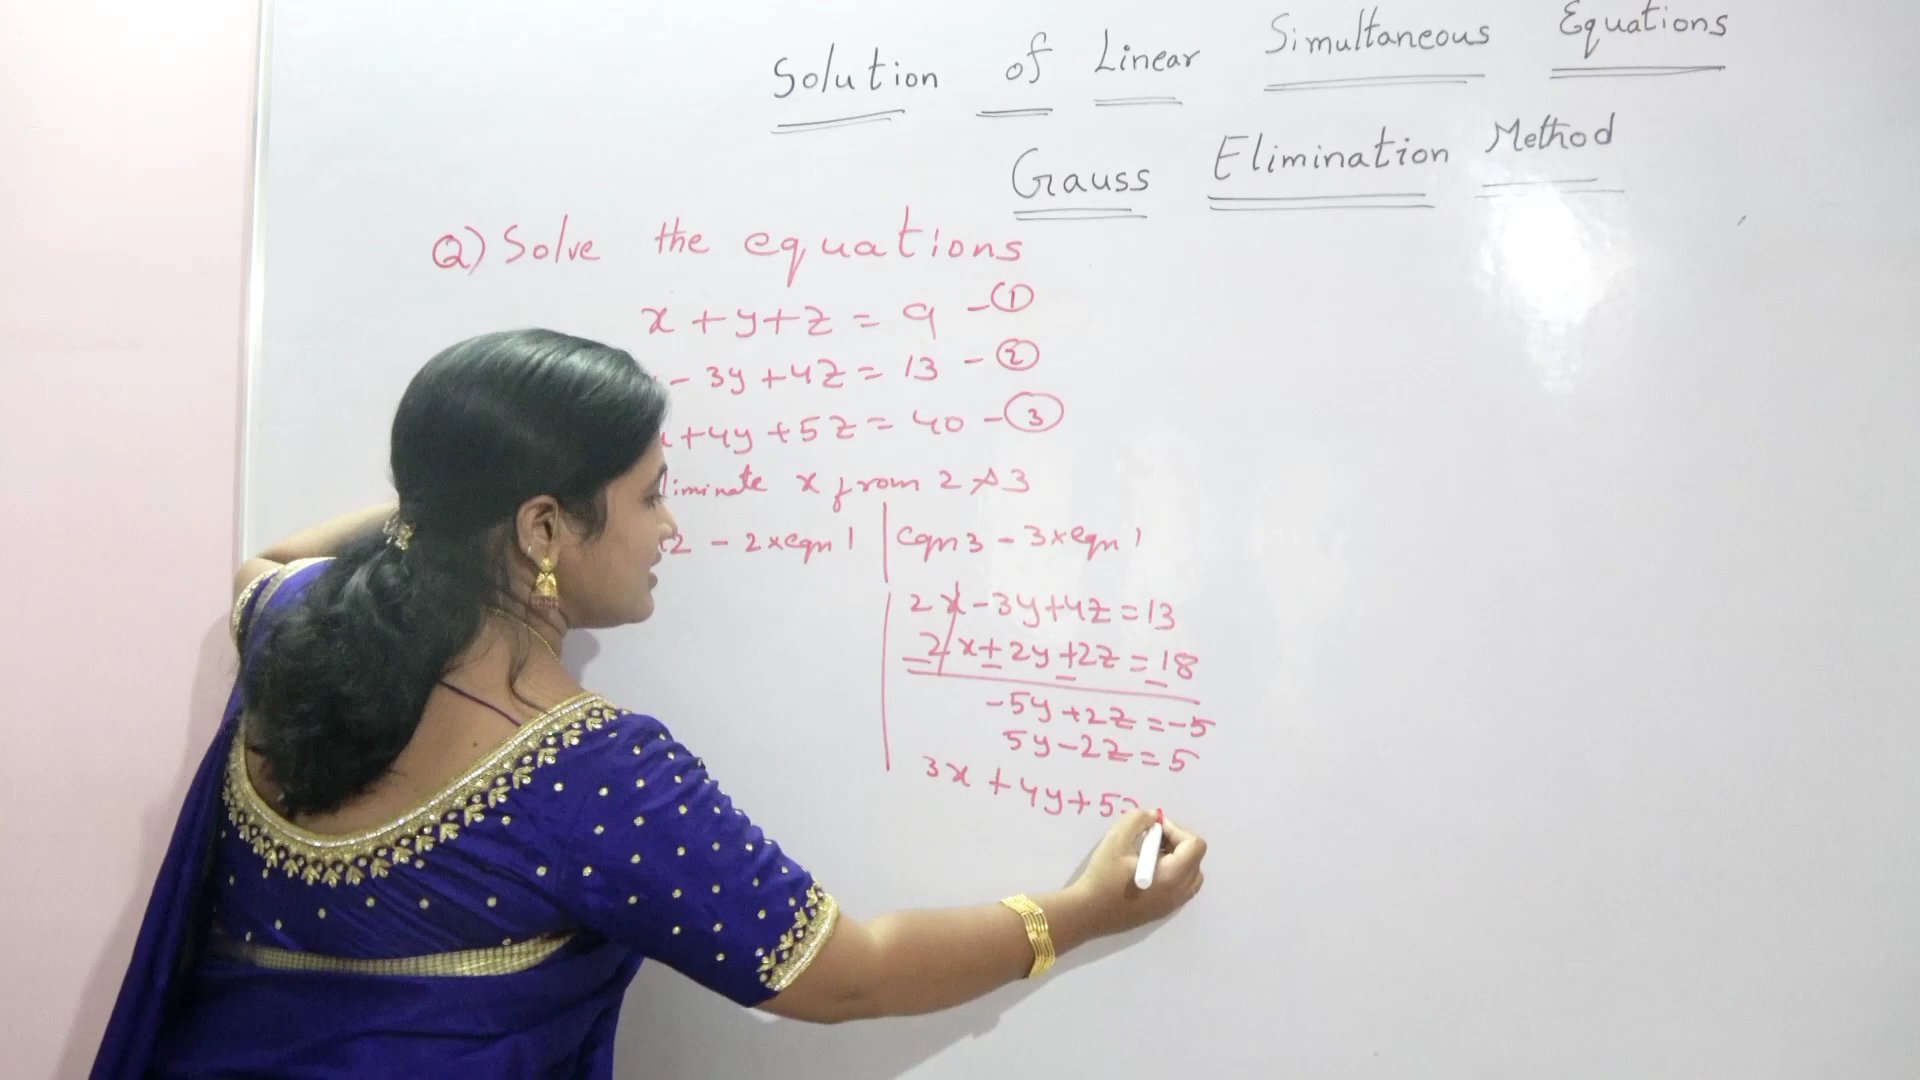 Solution of Linear Simultaneous Equations
Gauss Elimination Method
Q) Solve the equations
x + y + z = 9 - ①
- 3y + 4z = 13 - ②
+ 4y + 5z = 40 - ③
liminate x from 2 & 3
2 - 2 x eqn 1 | eqn 3 - 3 x eqn 1
2x - 3y + 4z = 13
2x + 2y + 2z = 18
-5y + 2z = -5
5y - 2z = 5
3x + 4y + 5z